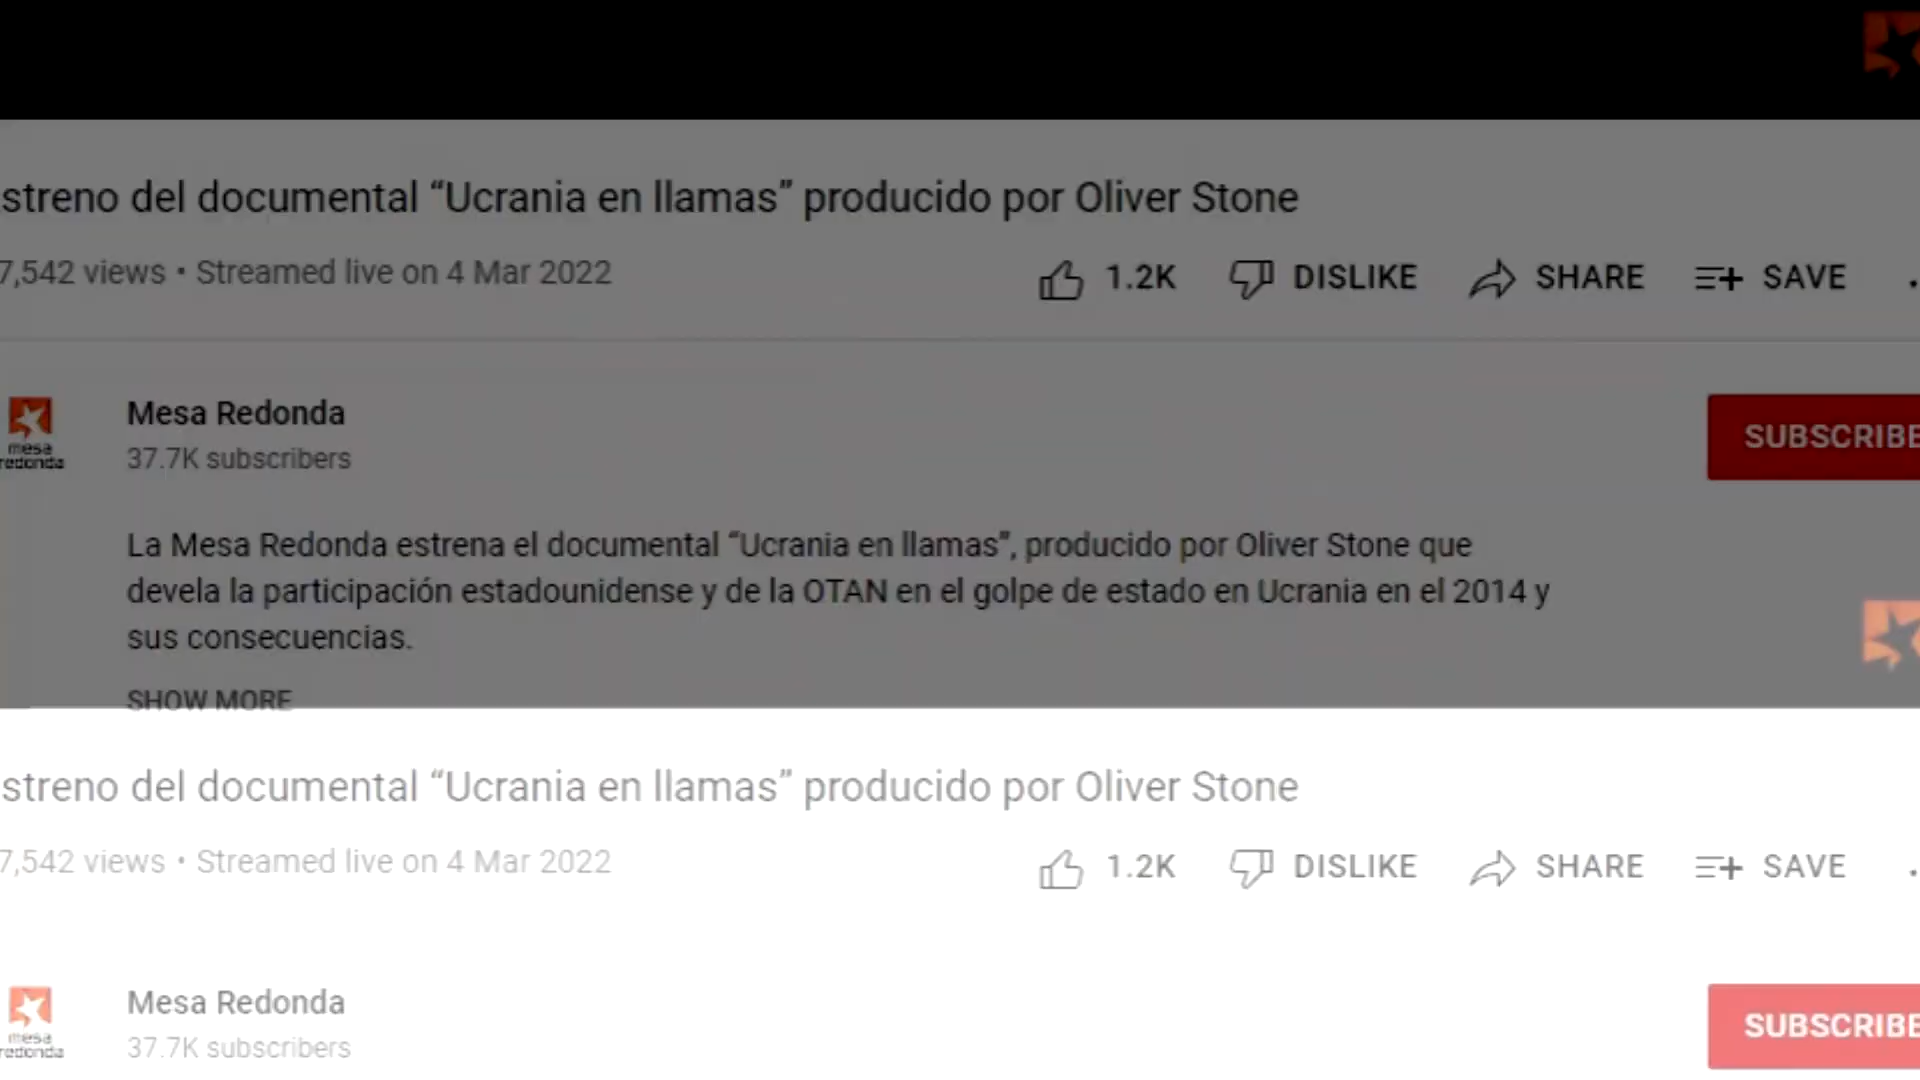 streno del documental “Ucrania en llamas” producido por Oliver Stone
7,542 views • Streamed live on 4 Mar 2022
1.2K DISLIKE SHARE SAVE
mesa
redonda
Mesa Redonda
37.7K subscribers
SUBSCRIBE
La Mesa Redonda estrena el documental “Ucrania en llamas”, producido por Oliver Stone que
devela la participación estadounidense y de la OTAN en el golpe de estado en Ucrania en el 2014 y
sus consecuencias.
SHOW MORE
streno del documental “Ucrania en llamas” producido por Oliver Stone
7,542 views • Streamed live on 4 Mar 2022
1.2K DISLIKE SHARE SAVE
mesa
redonda
Mesa Redonda
37.7K subscribers
SUBSCRIBE